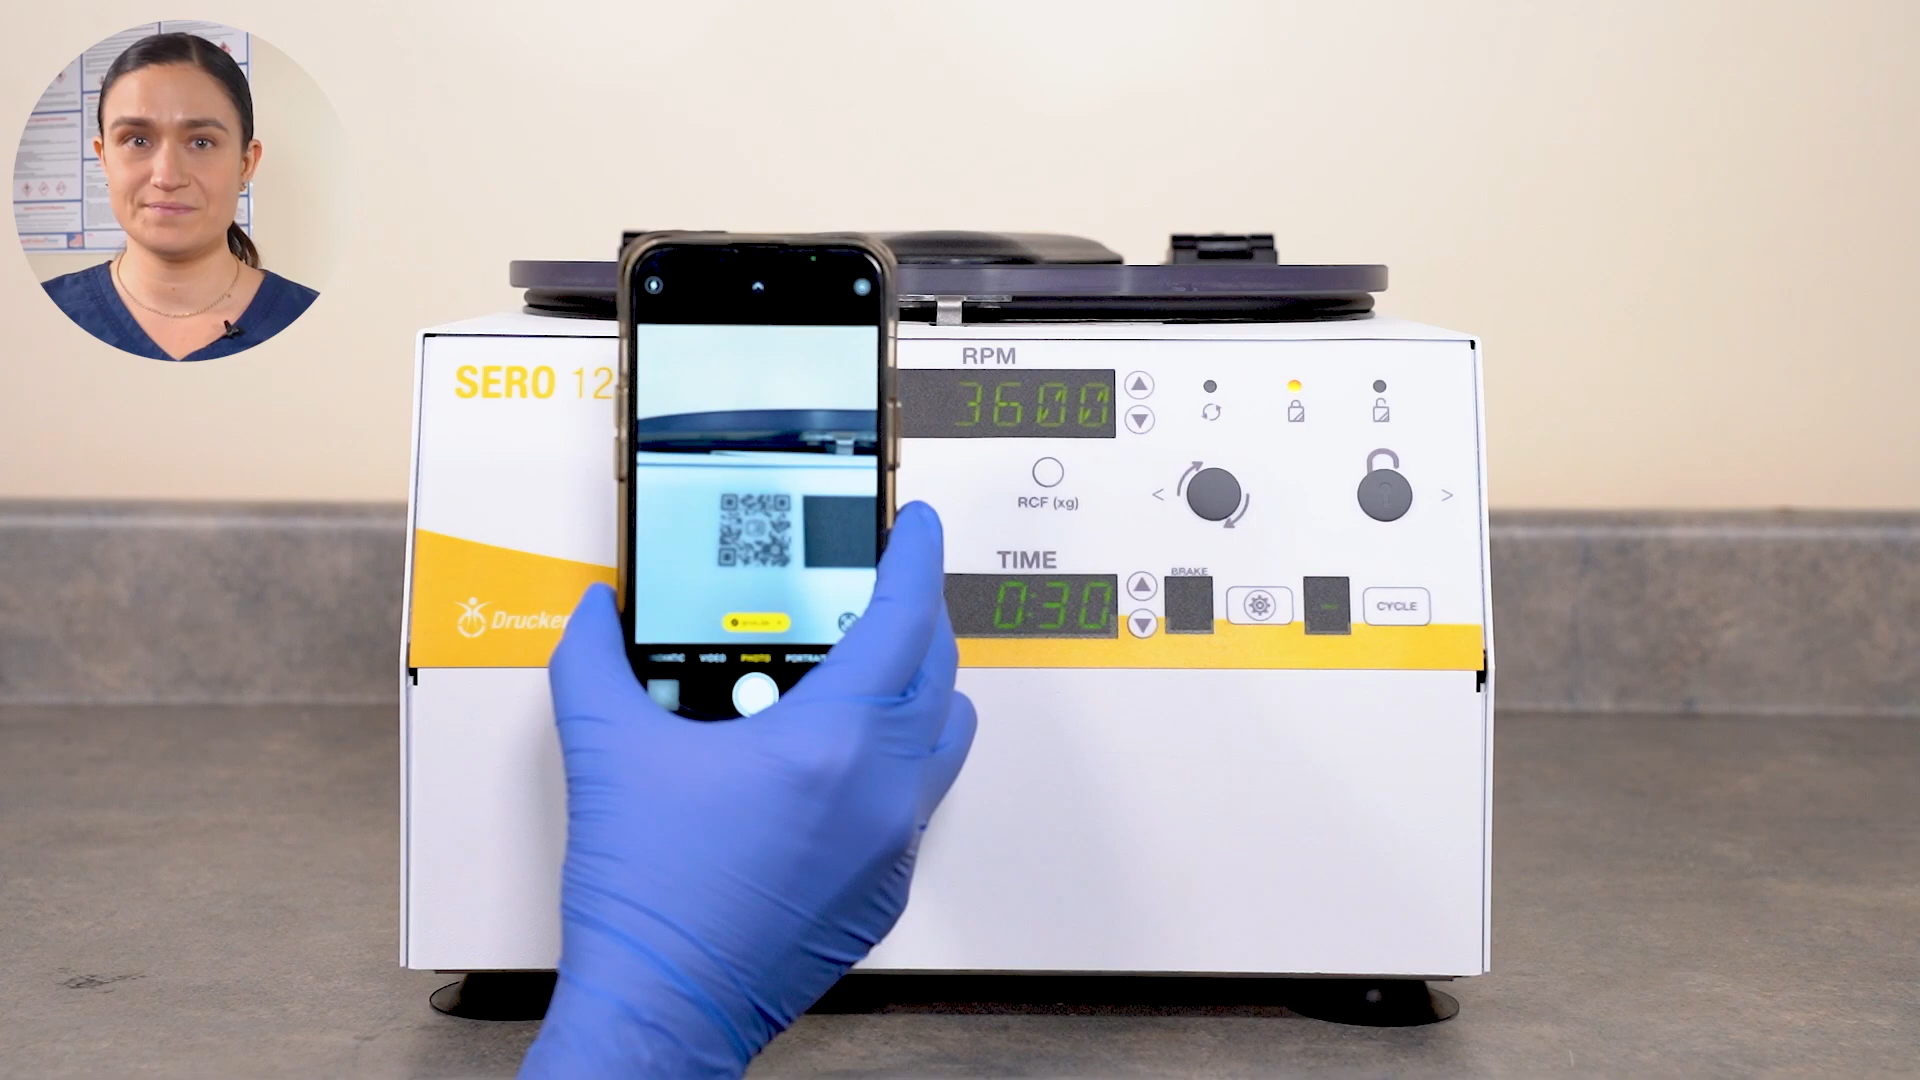 SERO 12
RPM
3600
RCF (xg)
TIME
0:30
BRAKE
CYCLE
Drucker
VIDEO
PHOTO